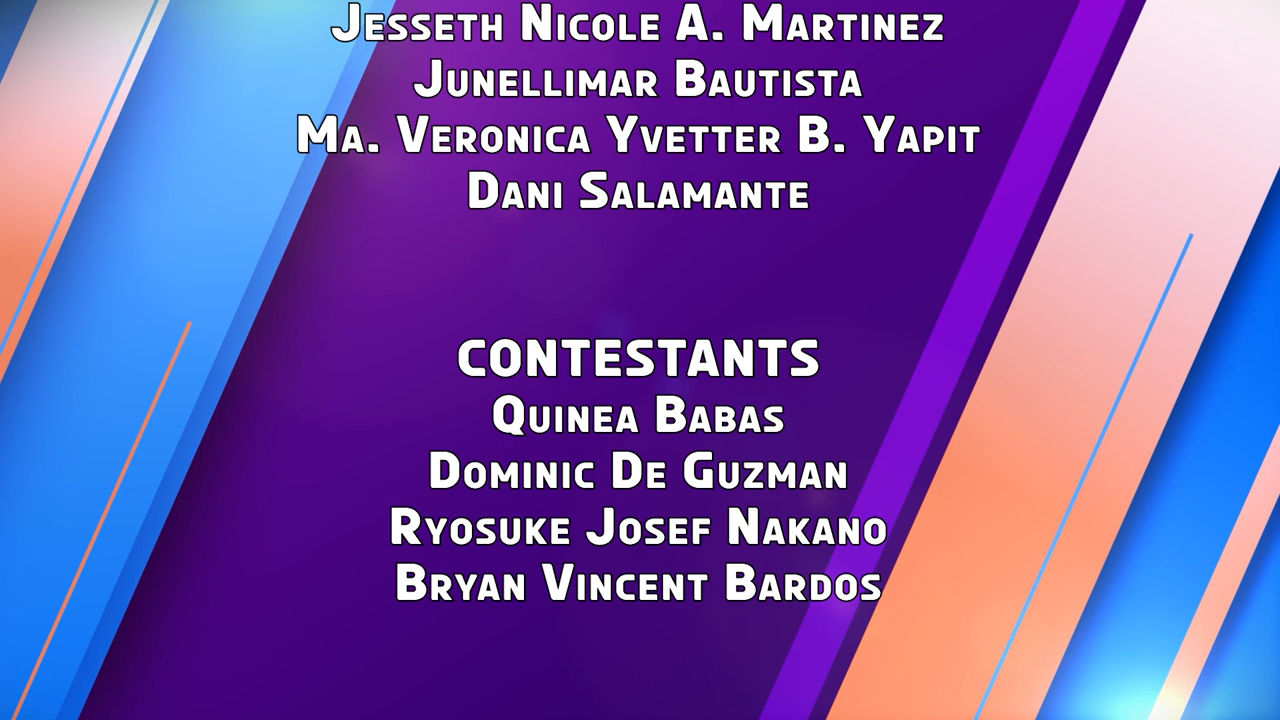 Jesseth Nicole A. Martinez
Junellimar Bautista
Ma. Veronica Yvetter B. Yapit
Dani Salamante
CONTESTANTS
Quinea Babas
Dominic De Guzman
Ryosuke Josef Nakano
Bryan Vincent Bardos